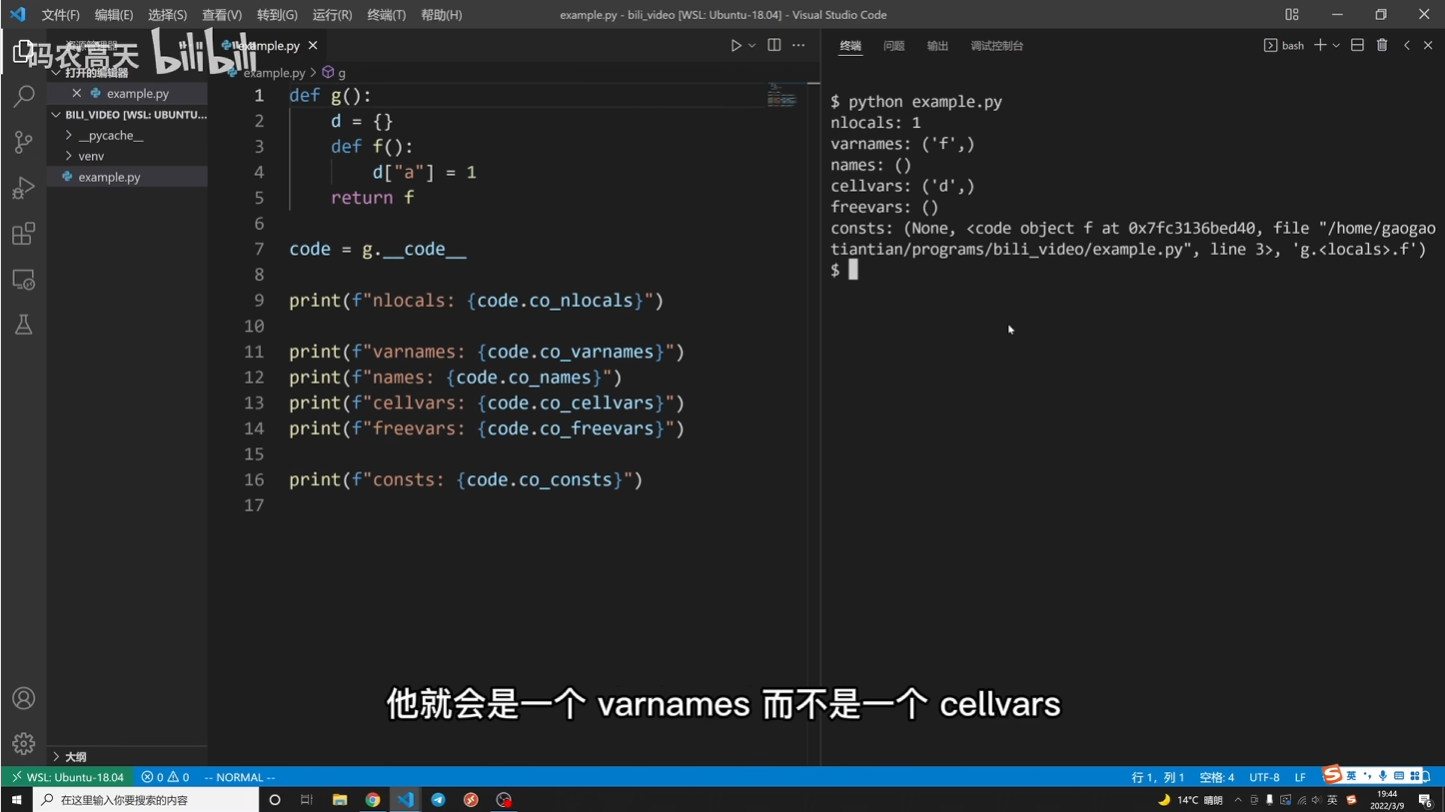 文件(F) 编辑(E) 选择(S) 查看(V) 转到(G) 运行(R) 终端(T) 帮助(H)
example.py - bili_video [WSL: Ubuntu-18.04] - Visual Studio Code
码农高天 bilibili
打开的编辑器
example.py
BILI_VIDEO [WSL: UBUNTU...
__pycache__
venv
example.py
大纲
example.py
example.py > g
1 def g():
2 d = {}
3 def f():
4 d["a"] = 1
5 return f
6
7 code = g.__code__
8
9 print(f"nlocals: {code.co_nlocals}")
10
11 print(f"varnames: {code.co_varnames}")
12 print(f"names: {code.co_names}")
13 print(f"cellvars: {code.co_cellvars}")
14 print(f"freevars: {code.co_freevars}")
15
16 print(f"consts: {code.co_consts}")
17
终端 问题 输出 调试控制台
bash
$ python example.py
nlocals: 1
varnames: ('f',)
names: ()
cellvars: ('d',)
freevars: ()
consts: (None, <code object f at 0x7fc3136bed40, file "/home/gaogao
tiantian/programs/bili_video/example.py", line 3>, 'g.<locals>.f')
$
他就会是一个 varnames 而不是一个 cellvars
WSL: Ubuntu-18.04 0 0 -- NORMAL --
行 1，列 1 空格: 4 UTF-8 LF
英
在这里输入你要搜索的内容
14°C 晴朗
英
19:44
2022/3/9